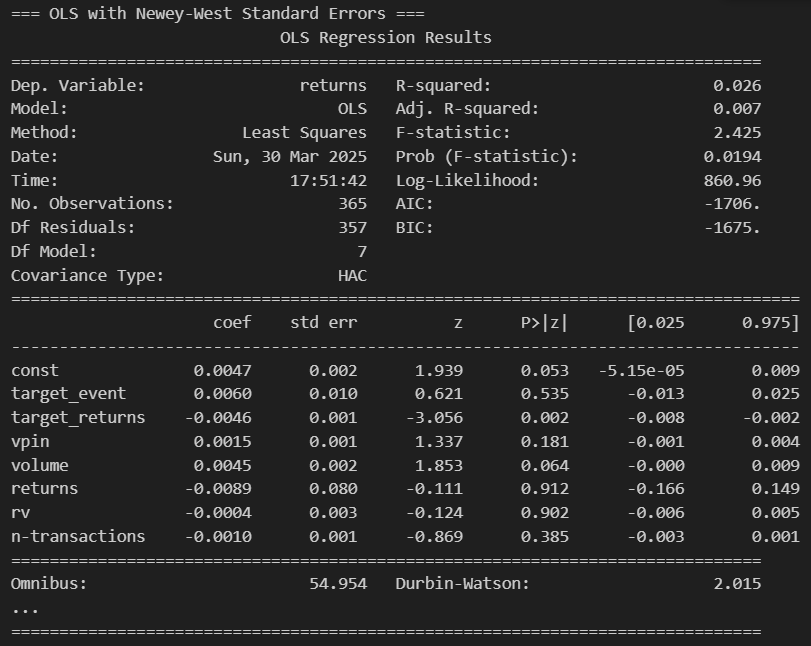 === OLS with Newey-West Standard Errors ===
                            OLS Regression Results
==============================================================================
Dep. Variable:                returns   R-squared:                       0.026
Model:                            OLS   Adj. R-squared:                  0.007
Method:                 Least Squares   F-statistic:                     2.425
Date:                Sun, 30 Mar 2025   Prob (F-statistic):             0.0194
Time:                        17:51:42   Log-Likelihood:                 860.96
No. Observations:                 365   AIC:                            -1706.
Df Residuals:                     357   BIC:                            -1675.
Df Model:                           7
Covariance Type:                  HAC
==================================================================================
                     coef    std err          z      P>|z|      [0.025      0.975]
----------------------------------------------------------------------------------
const              0.0047      0.002      1.939      0.053   -5.15e-05       0.009
target_event       0.0060      0.010      0.621      0.535      -0.013       0.025
target_returns    -0.0046      0.001     -3.056      0.002      -0.008      -0.002
vpin               0.0015      0.001      1.337      0.181      -0.001       0.004
volume             0.0045      0.002      1.853      0.064      -0.000       0.009
returns           -0.0089      0.080     -0.111      0.912      -0.166       0.149
rv                -0.0004      0.003     -0.124      0.902      -0.006       0.005
n-transactions    -0.0010      0.001     -0.869      0.385      -0.003       0.001
==============================================================================
Omnibus:                       54.954   Durbin-Watson:                   2.015
...
==============================================================================